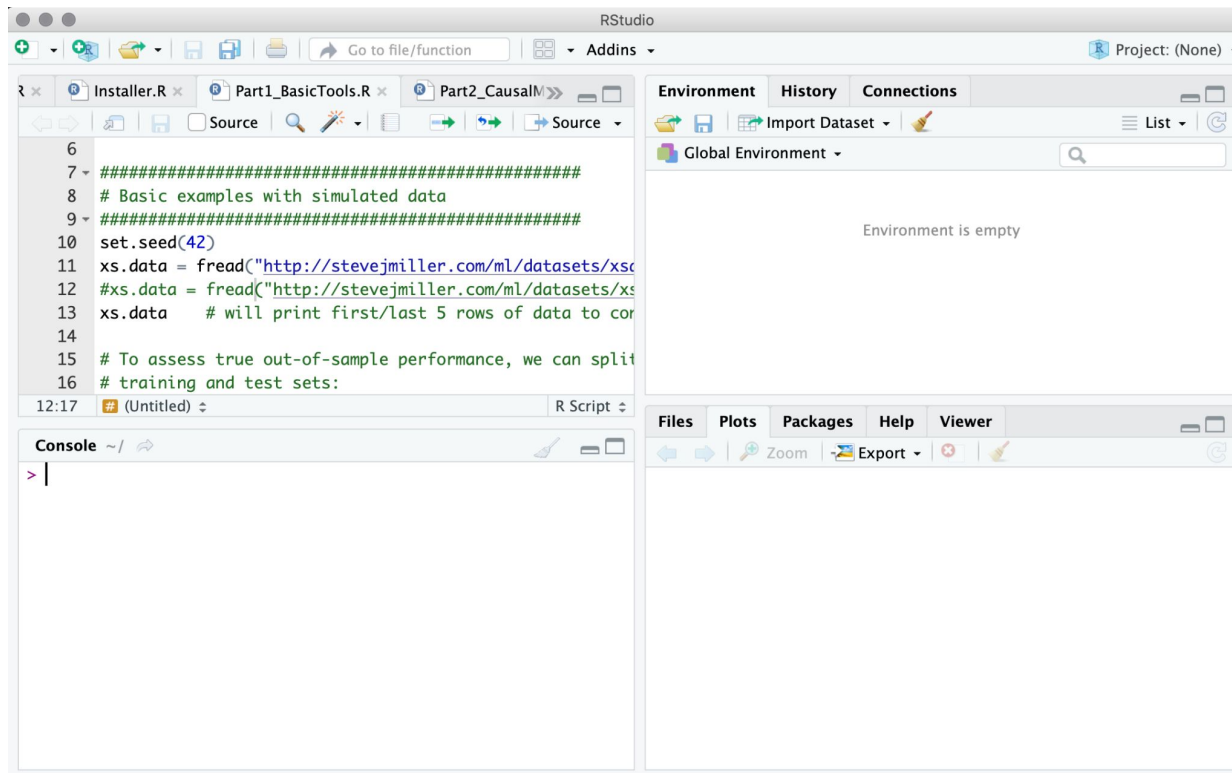 RStudio
Go to file/function Addins Project: (None)
R Installer.R Part1_BasicTools.R Part2_CausalM
Source Source
6
7 ##################################################
8 # Basic examples with simulated data
9 ##################################################
10 set.seed(42)
11 xs.data = fread("http://stevejmiller.com/ml/datasets/xsd
12 #xs.data = fread("http://stevejmiller.com/ml/datasets/xs
13 xs.data # will print first/last 5 rows of data to cor
14
15 # To assess true out-of-sample performance, we can split
16 # training and test sets:
12:17 # (Untitled) R Script
Console ~/
>
Environment History Connections
Import Dataset List
Global Environment
Environment is empty
Files Plots Packages Help Viewer
Zoom Export